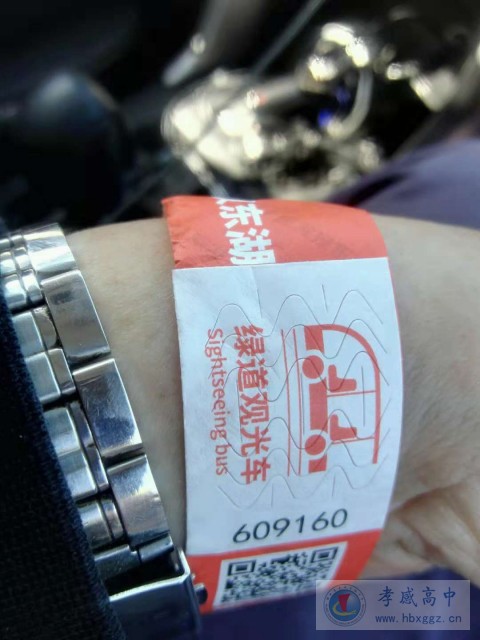 东湖
绿道观光车
Sightseeing bus
609160
孝感高中
www.hbxggz.cn